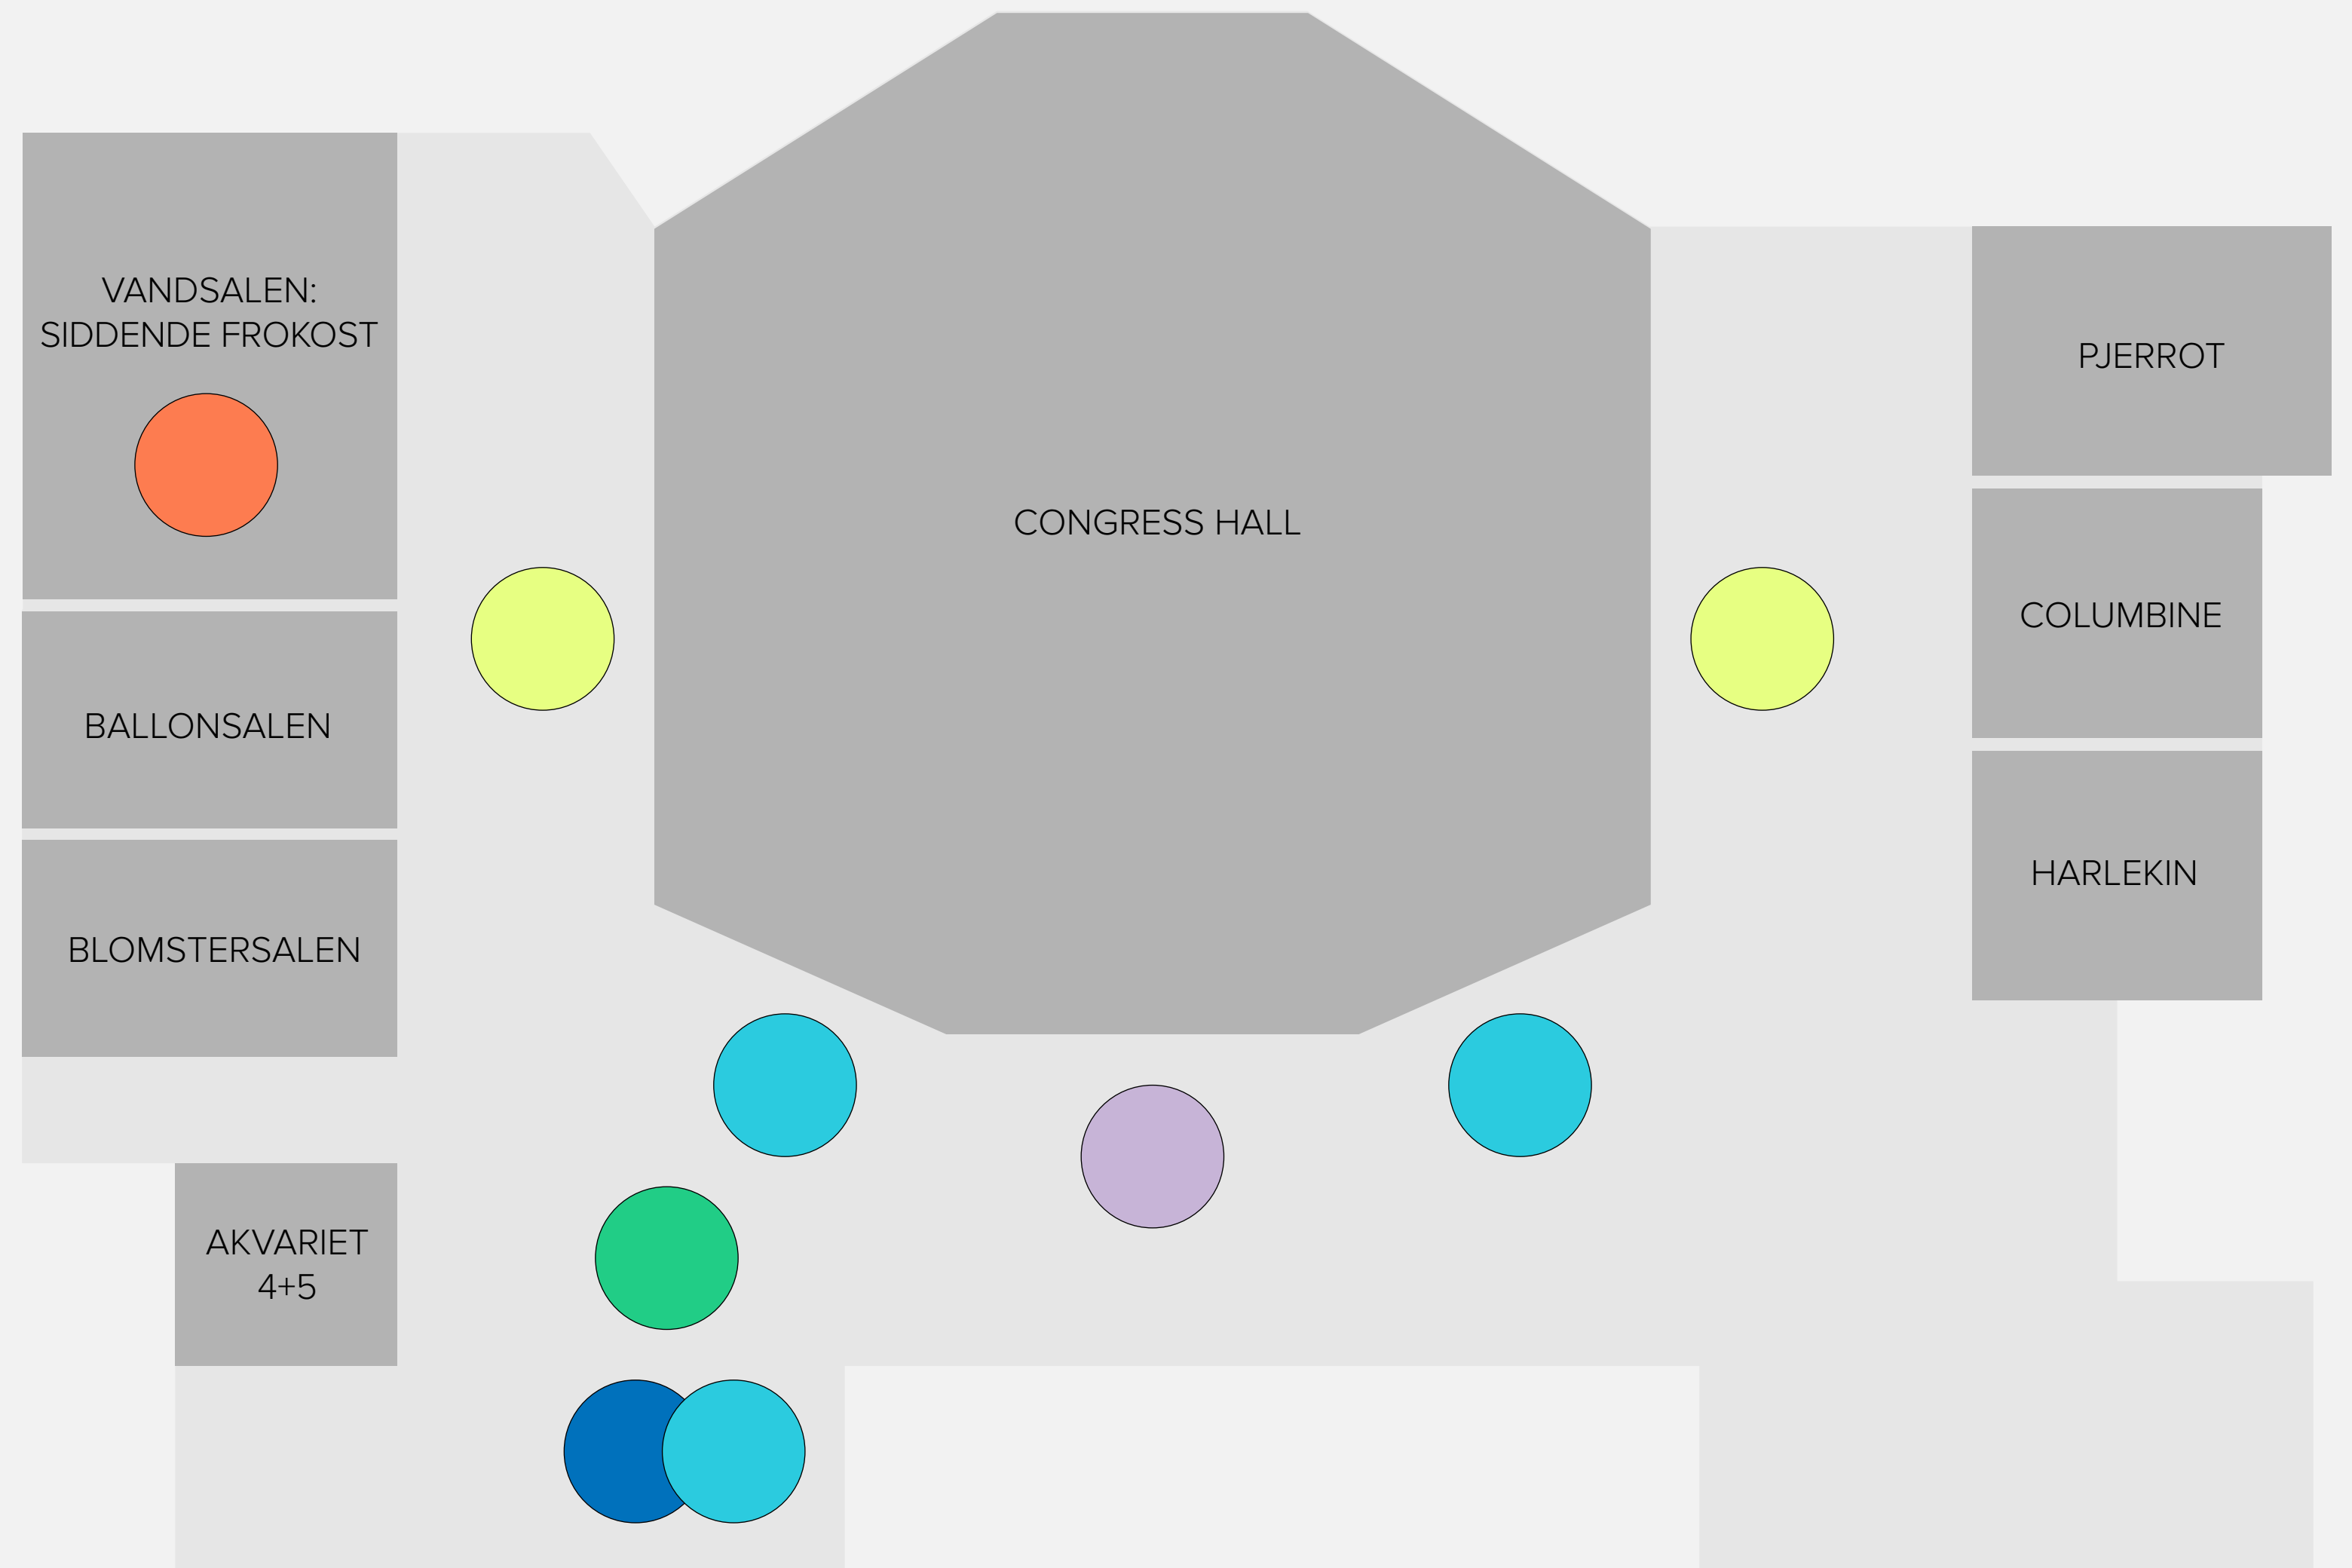 VANDSALEN:
SIDDENDE FROKOST
BALLONSALEN
BLOMSTERSALEN
AKVARIET
4+5
CONGRESS HALL
PJERROT
COLUMBINE
HARLEKIN